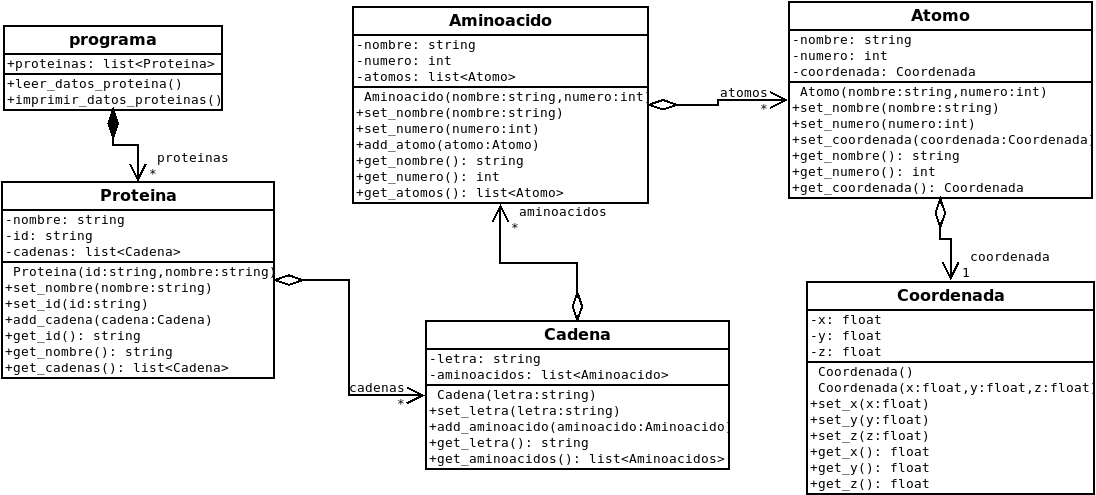 programa
+proteinas: list<Proteina>
+leer_datos_proteina()
+imprimir_datos_proteinas()
proteinas
*
Proteina
-nombre: string
-id: string
-cadenas: list<Cadena>
Proteina(id:string,nombre:string)
+set_nombre(nombre:string)
+set_id(id:string)
+add_cadena(cadena:Cadena)
+get_id(): string
+get_nombre(): string
+get_cadenas(): list<Cadena>
cadenas
*
Aminoacido
-nombre: string
-numero: int
-atomos: list<Atomo>
Aminoacido(nombre:string,numero:int)
+set_nombre(nombre:string)
+set_numero(numero:int)
+add_atomo(atomo:Atomo)
+get_nombre(): string
+get_numero(): int
+get_atomos(): list<Atomo>
aminoacidos
*
Cadena
-letra: string
-aminoacidos: list<Aminoacido>
Cadena(letra:string)
+set_letra(letra:string)
+add_aminoacido(aminoacido:Aminoacido)
+get_letra(): string
+get_aminoacidos(): list<Aminoacidos>
atomos
*
Atomo
-nombre: string
-numero: int
-coordenada: Coordenada
Atomo(nombre:string,numero:int)
+set_nombre(nombre:string)
+set_numero(numero:int)
+set_coordenada(coordenada:Coordenada)
+get_nombre(): string
+get_numero(): int
+get_coordenada(): Coordenada
coordenada
1
Coordenada
-x: float
-y: float
-z: float
Coordenada()
Coordenada(x:float,y:float,z:float)
+set_x(x:float)
+set_y(y:float)
+set_z(z:float)
+get_x(): float
+get_y(): float
+get_z(): float